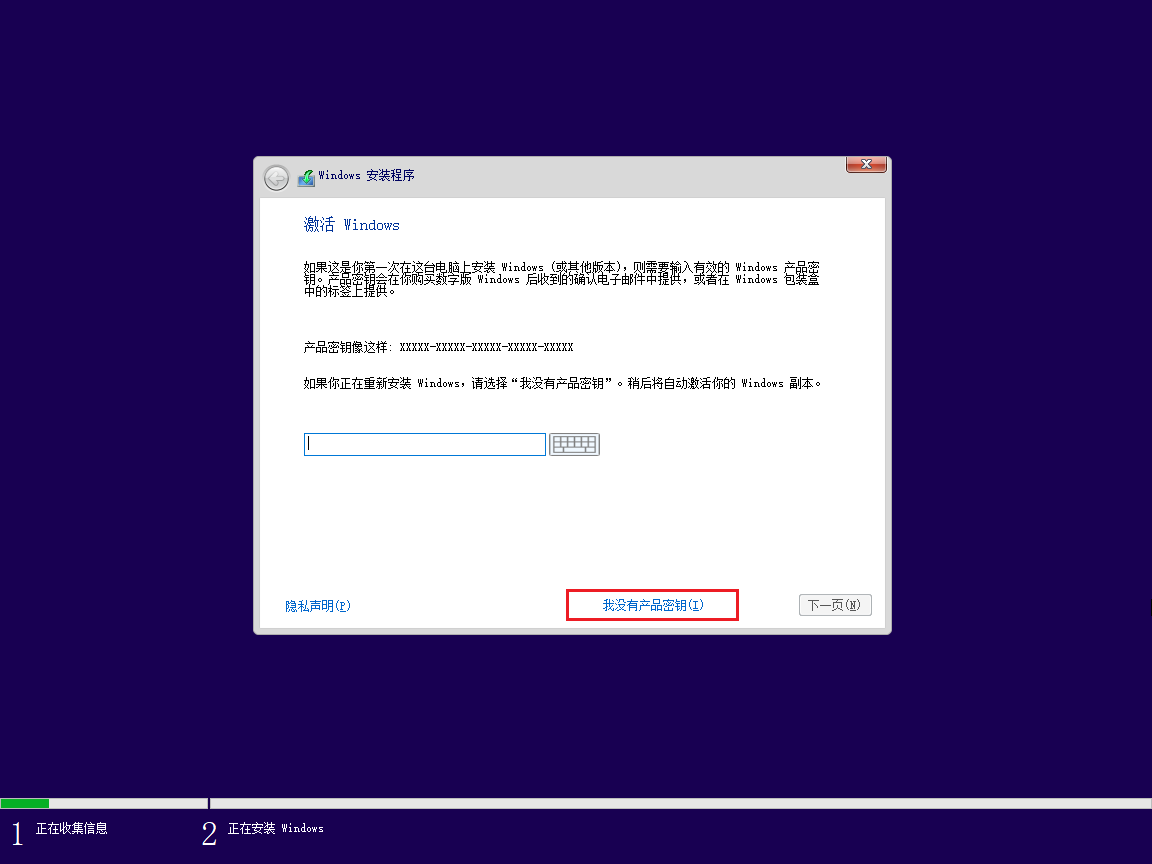 Windows 安装程序
激活 Windows
如果这是你第一次在这台电脑上安装 Windows (或其他版本)，则需要输入有效的 Windows 产品密
钥。产品密钥会在你购买数字版 Windows 后收到的确认电子邮件中提供，或者在 Windows 包装盒
中的标签上提供。
产品密钥像这样: XXXXX-XXXXX-XXXXX-XXXXX-XXXXX
如果你正在重新安装 Windows，请选择“我没有产品密钥”。稍后将自动激活你的 Windows 副本。
隐私声明(P) 我没有产品密钥(I) 下一页(N)
1 正在收集信息 2 正在安装 Windows